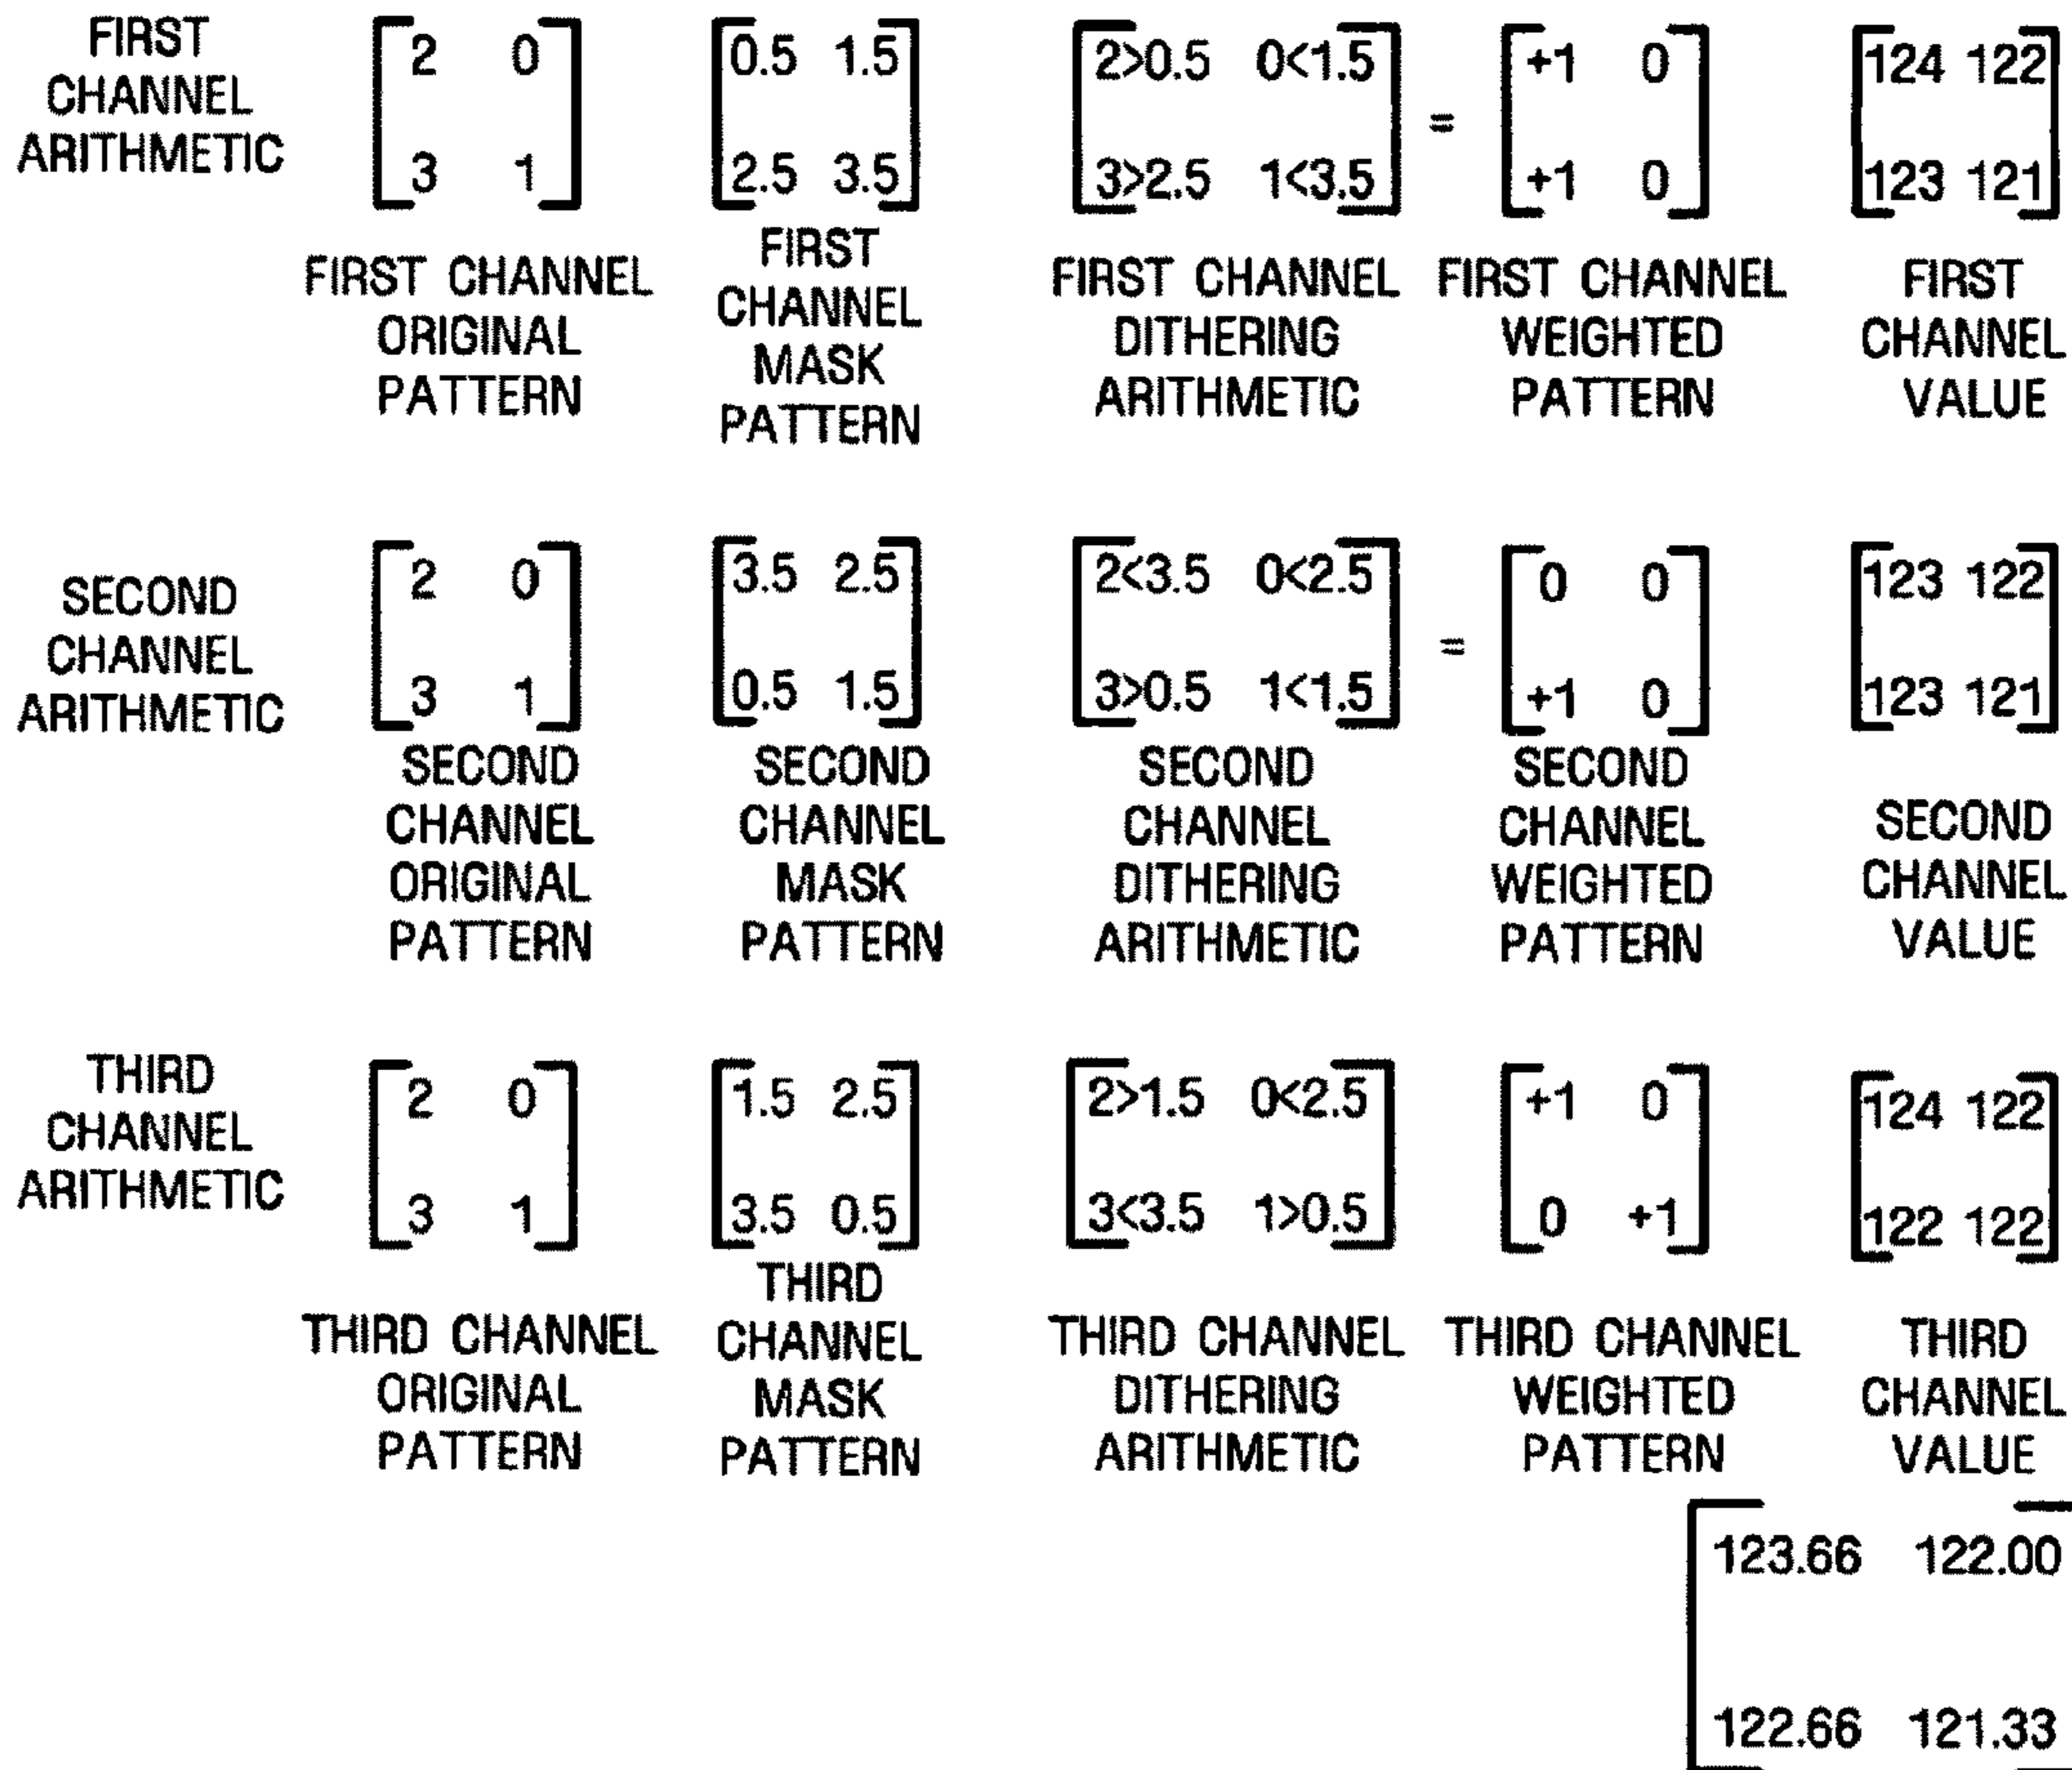 FIRST
CHANNEL
ARITHMETIC
2 0
3 1
FIRST CHANNEL
ORIGINAL
PATTERN
0.5 1.5
2.5 3.5
FIRST
CHANNEL
MASK
PATTERN
2>0.5 0<1.5
3>2.5 1<3.5
FIRST CHANNEL
DITHERING
ARITHMETIC
=
+1 0
+1 0
FIRST CHANNEL
WEIGHTED
PATTERN
124 122
123 121
FIRST
CHANNEL
VALUE
SECOND
CHANNEL
ARITHMETIC
2 0
3 1
SECOND
CHANNEL
ORIGINAL
PATTERN
3.5 2.5
0.5 1.5
SECOND
CHANNEL
MASK
PATTERN
2<3.5 0<2.5
3>0.5 1<1.5
SECOND
CHANNEL
DITHERING
ARITHMETIC
=
0 0
+1 0
SECOND
CHANNEL
WEIGHTED
PATTERN
123 122
123 121
SECOND
CHANNEL
VALUE
THIRD
CHANNEL
ARITHMETIC
2 0
3 1
THIRD CHANNEL
ORIGINAL
PATTERN
1.5 2.5
3.5 0.5
THIRD
CHANNEL
MASK
PATTERN
2>1.5 0<2.5
3<3.5 1>0.5
THIRD CHANNEL
DITHERING
ARITHMETIC
+1 0
0 +1
THIRD CHANNEL
WEIGHTED
PATTERN
124 122
122 122
THIRD
CHANNEL
VALUE
123.66 122.00
122.66 121.33